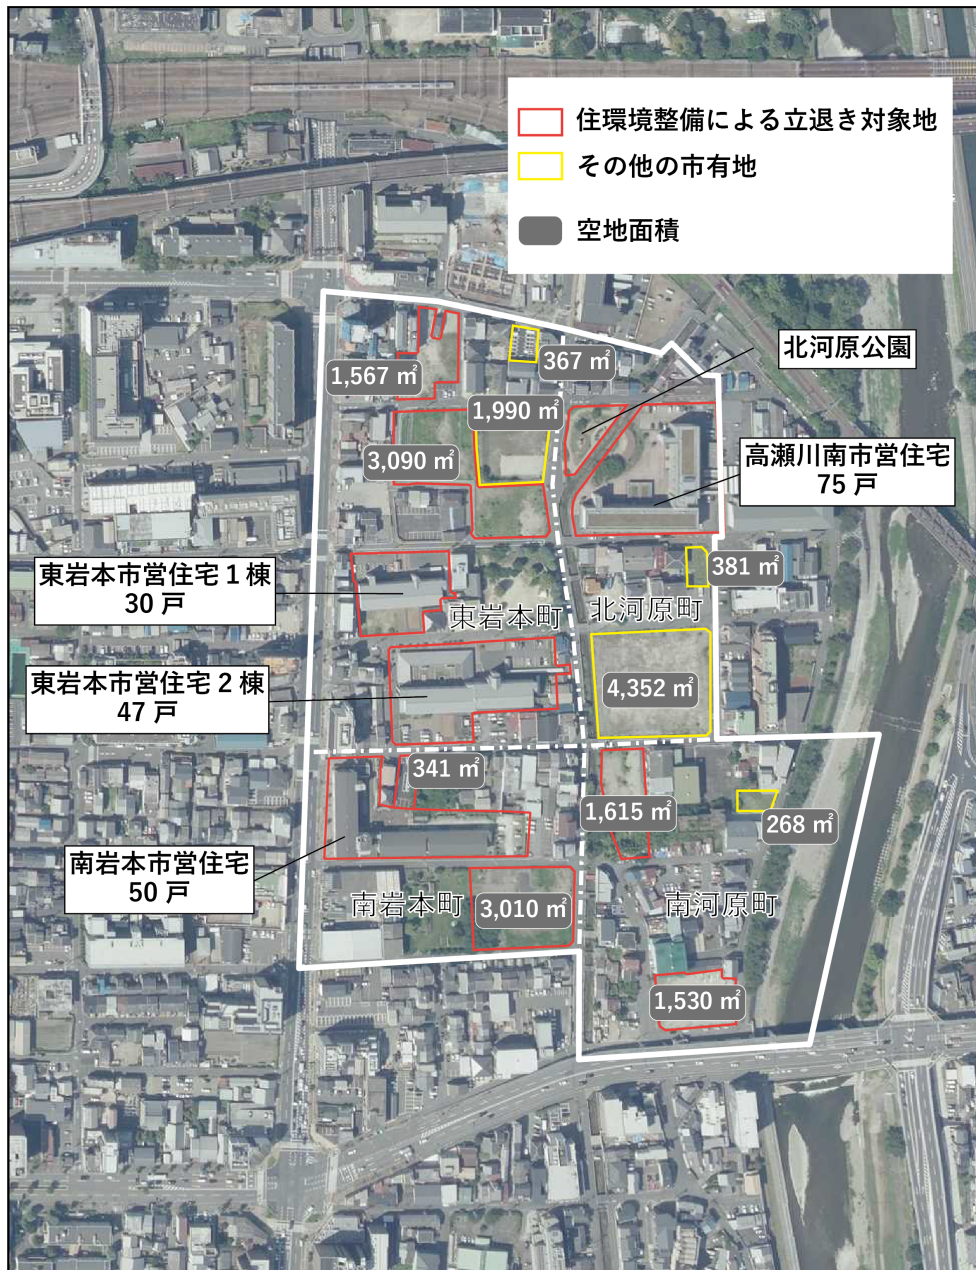 住環境整備による立退き対象地
その他の市有地
空地面積
北河原公園
367 ㎡
1,567 ㎡
1,990 ㎡
3,090 ㎡
高瀬川南市営住宅
75 戸
東岩本市営住宅 1 棟
30 戸
381 ㎡
東岩本町
北河原町
東岩本市営住宅 2 棟
47 戸
4,352 ㎡
341 ㎡
1,615 ㎡
268 ㎡
南岩本市営住宅
50 戸
南岩本町
3,010 ㎡
南河原町
1,530 ㎡